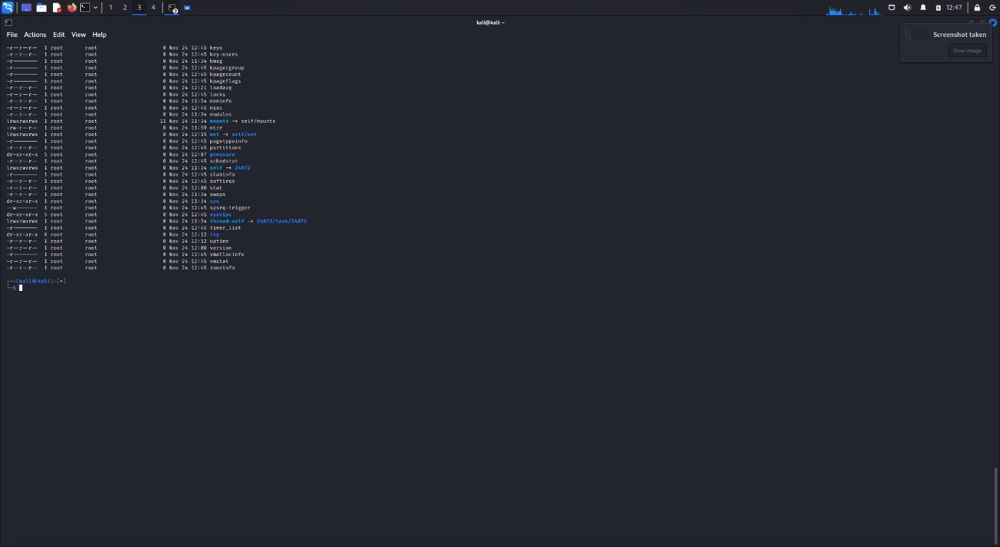 1 2 3 4 2 12:47
kali@kali: ~
File Actions Edit View Help
Screenshot taken
View image
-r--r--r-- 1 root root 0 Nov 24 12:45 keys
-r--r--r-- 1 root root 0 Nov 24 12:45 key-users
-r-------- 1 root root 0 Nov 24 11:34 kmsg
-r-------- 1 root root 0 Nov 24 12:45 kpagecgroup
-r-------- 1 root root 0 Nov 24 12:45 kpagecount
-r-------- 1 root root 0 Nov 24 12:45 kpageflags
-r--r--r-- 1 root root 0 Nov 24 12:21 loadavg
-r--r--r-- 1 root root 0 Nov 24 12:45 locks
-r--r--r-- 1 root root 0 Nov 24 11:34 meminfo
-r--r--r-- 1 root root 0 Nov 24 12:45 misc
-r--r--r-- 1 root root 0 Nov 24 11:34 modules
lrwxrwxrwx 1 root root 11 Nov 24 11:34 mounts -> self/mounts
-rw-r--r-- 1 root root 0 Nov 24 11:59 mtrr
lrwxrwxrwx 1 root root 8 Nov 24 12:15 net -> self/net
-r-------- 1 root root 0 Nov 24 12:45 pagetypeinfo
-r--r--r-- 1 root root 0 Nov 24 12:45 partitions
dr-xr-xr-x 5 root root 0 Nov 24 12:07 pressure
-r--r--r-- 1 root root 0 Nov 24 12:45 schedstat
lrwxrwxrwx 1 root root 0 Nov 24 11:34 self -> 24872
-r-------- 1 root root 0 Nov 24 12:45 slabinfo
-r--r--r-- 1 root root 0 Nov 24 12:45 softirqs
-r--r--r-- 1 root root 0 Nov 24 12:00 stat
-r--r--r-- 1 root root 0 Nov 24 11:34 swaps
dr-xr-xr-x 1 root root 0 Nov 24 11:34 sys
--w------- 1 root root 0 Nov 24 12:45 sysrq-trigger
dr-xr-xr-x 5 root root 0 Nov 24 12:45 sysvipc
lrwxrwxrwx 1 root root 0 Nov 24 11:34 thread-self -> 24872/task/24872
-r-------- 1 root root 0 Nov 24 12:45 timer_list
dr-xr-xr-x 6 root root 0 Nov 24 12:12 tty
-r--r--r-- 1 root root 0 Nov 24 12:12 uptime
-r--r--r-- 1 root root 0 Nov 24 12:00 version
-r-------- 1 root root 0 Nov 24 12:45 vmallocinfo
-r--r--r-- 1 root root 0 Nov 24 12:45 vmstat
-r--r--r-- 1 root root 0 Nov 24 12:45 zoneinfo
┌──(kali㉿kali)-[~]
└─$